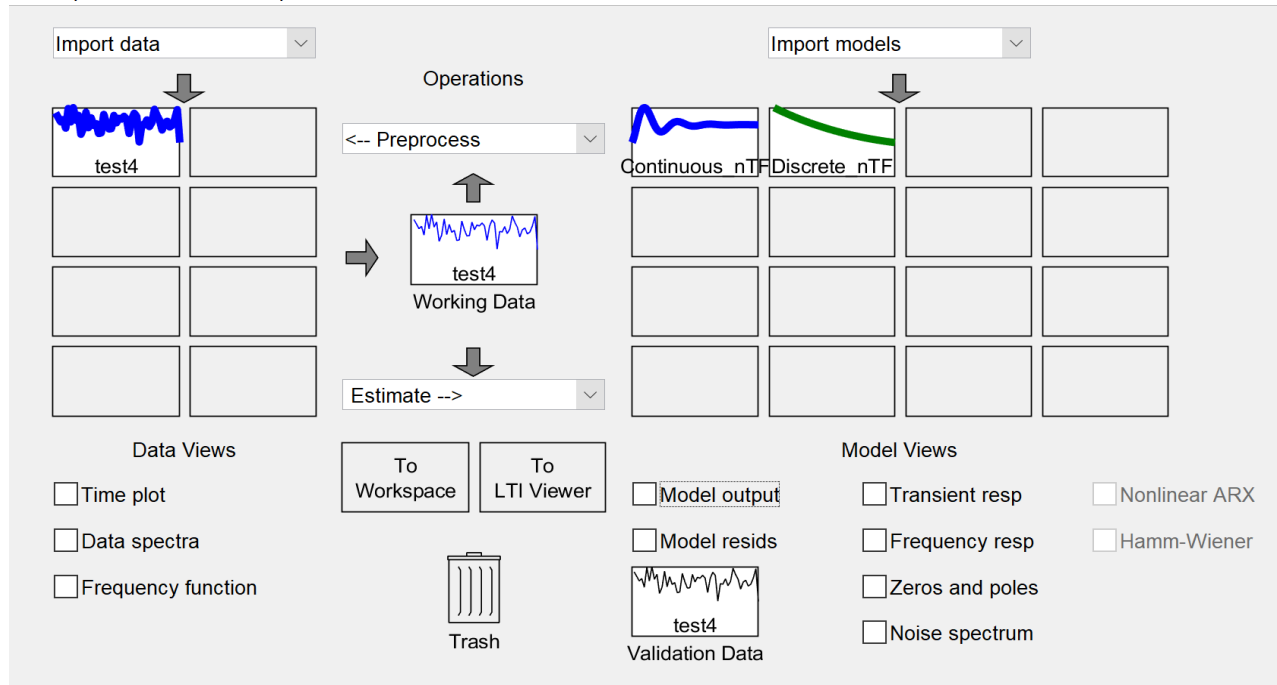 Import data
Import models
Operations
<-- Preprocess
test4
Continuous_nTF
Discrete_nTF
test4
Working Data
Estimate -->
Data Views
To
Workspace
To
LTI Viewer
Model Views
Time plot
Model output
Transient resp
Nonlinear ARX
Data spectra
Model resids
Frequency resp
Hamm-Wiener
Frequency function
Zeros and poles
test4
Trash
Noise spectrum
Validation Data